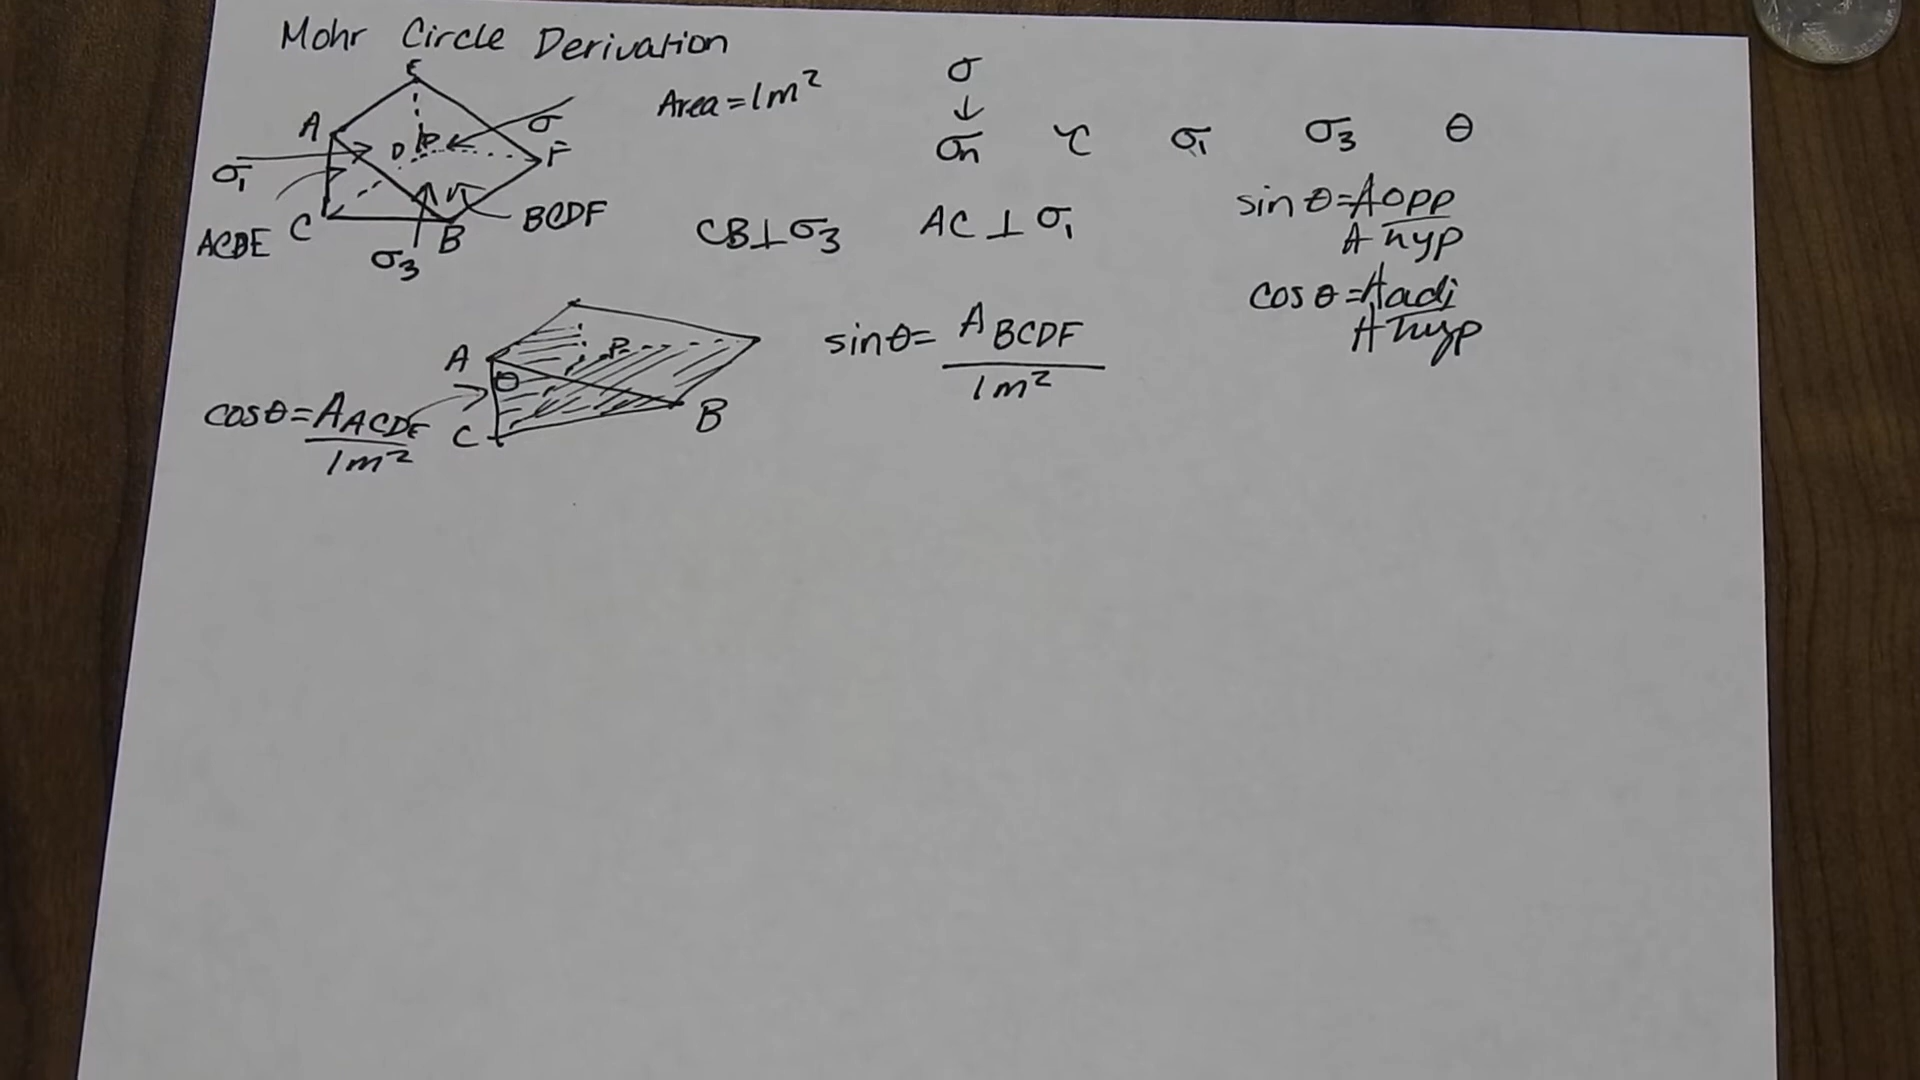 Mohr Circle Derivation
E
Area = 1m²
σ
↓
σn τ σ₁ σ₃ θ
A
D P σ
F
σ₁
sin θ = A opp
A hyp
ACDE C
B
BCDF
σ₃
CB ⊥ σ₃ AC ⊥ σ₁
cos θ = A adj
A hyp
A
θ
P
C
B
sin θ = A BCDF
1m²
cos θ = A ACDE
1m²